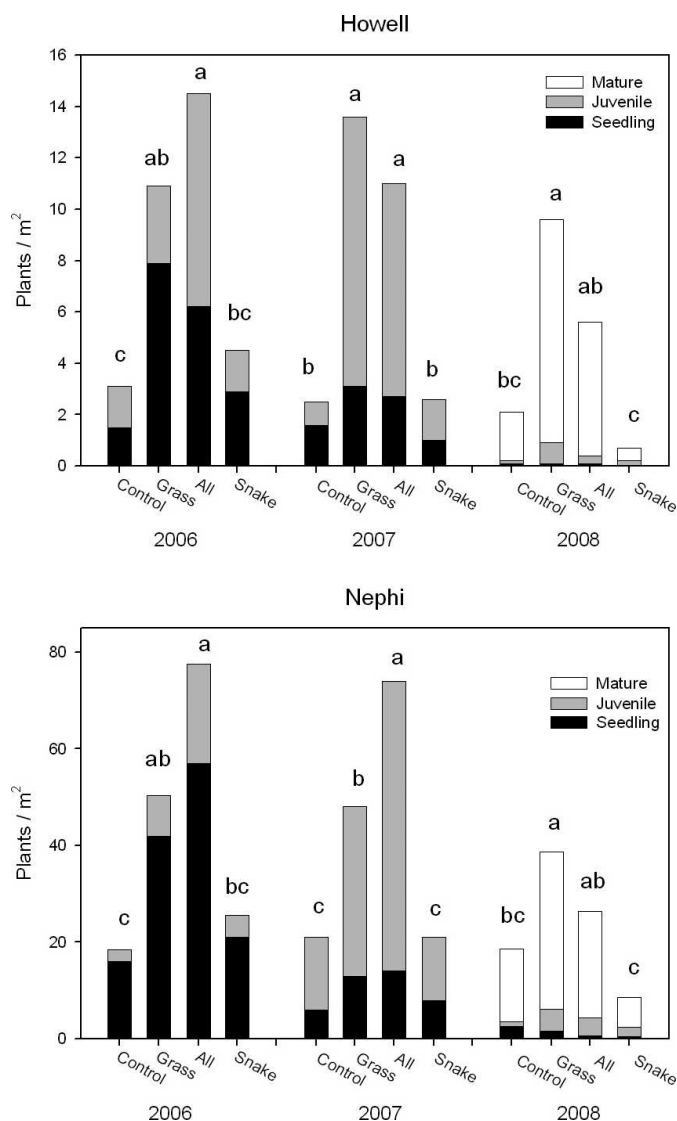 Howell
16
14
12
10
8
6
4
2
0
Plants / m²
Mature
Juvenile
Seedling
a
ab
bc
c
a
a
b
b
a
ab
bc
c
Control Grass All Snake Control Grass All Snake Control Grass All Snake
2006 2007 2008
Nephi
80
60
40
20
0
Plants / m²
Mature
Juvenile
Seedling
a
ab
bc
c
a
b
c
c
a
ab
bc
c
Control Grass All Snake Control Grass All Snake Control Grass All Snake
2006 2007 2008